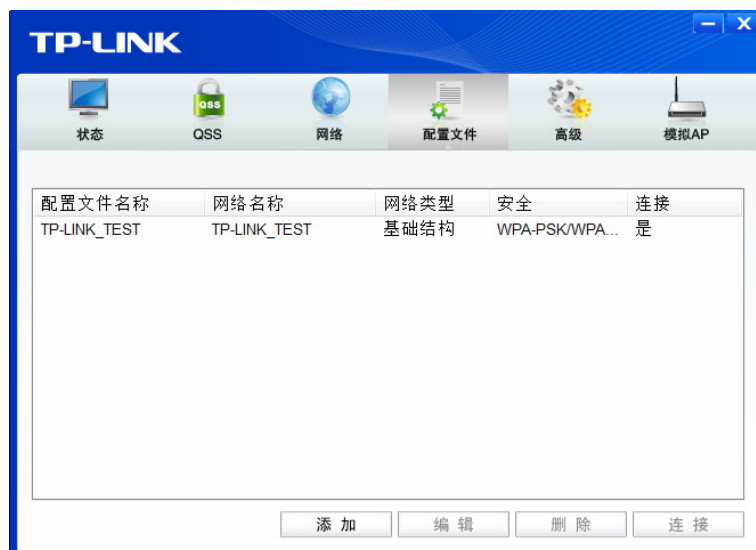 TP-LINK
QSS
状态 QSS 网络 配置文件 高级 模拟AP
配置文件名称 网络名称 网络类型 安全 连接
TP-LINK_TEST TP-LINK_TEST 基础结构 WPA-PSK/WPA... 是
添加 编辑 删除 连接